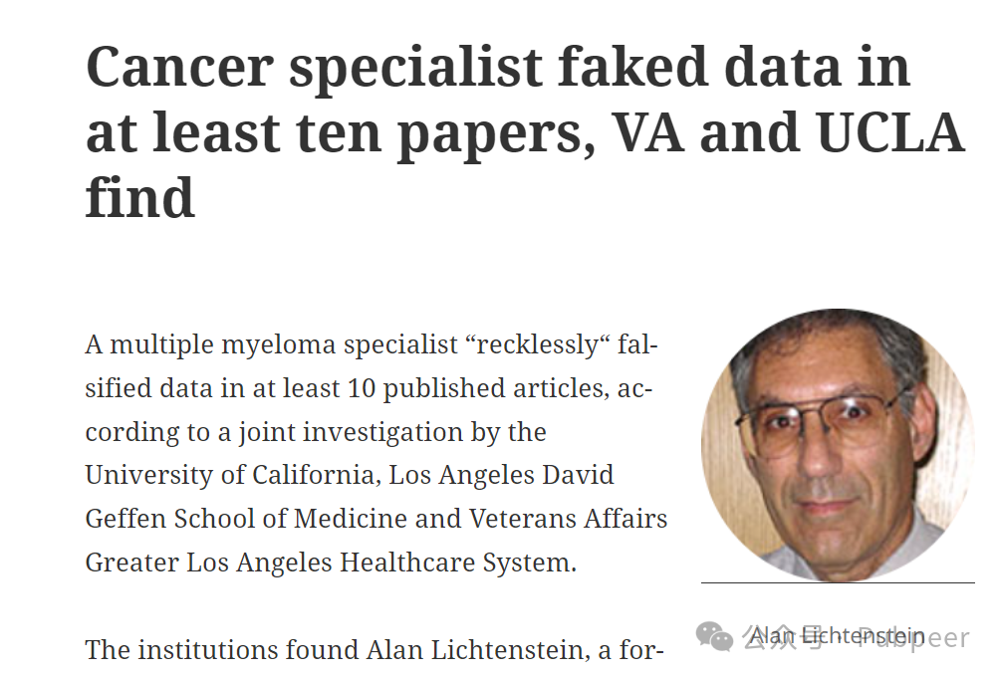 Cancer specialist faked data in
at least ten papers, VA and UCLA
find
A multiple myeloma specialist “recklessly“ fal-
sified data in at least 10 published articles, ac-
cording to a joint investigation by the
University of California, Los Angeles David
Geffen School of Medicine and Veterans Affairs
Greater Los Angeles Healthcare System.
The institutions found Alan Lichtenstein, a for-
Alan Lichtenstein
公众号 · Pubpeer